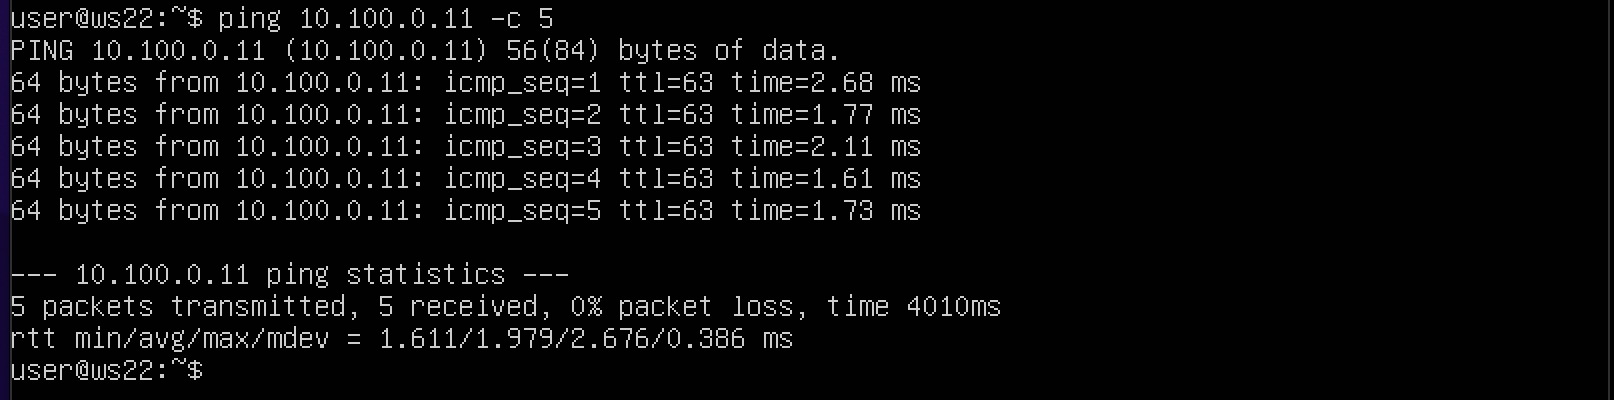 user@ws22:~$ ping 10.100.0.11 -c 5
PING 10.100.0.11 (10.100.0.11) 56(84) bytes of data.
64 bytes from 10.100.0.11: icmp_seq=1 ttl=63 time=2.68 ms
64 bytes from 10.100.0.11: icmp_seq=2 ttl=63 time=1.77 ms
64 bytes from 10.100.0.11: icmp_seq=3 ttl=63 time=2.11 ms
64 bytes from 10.100.0.11: icmp_seq=4 ttl=63 time=1.61 ms
64 bytes from 10.100.0.11: icmp_seq=5 ttl=63 time=1.73 ms

--- 10.100.0.11 ping statistics ---
5 packets transmitted, 5 received, 0% packet loss, time 4010ms
rtt min/avg/max/mdev = 1.611/1.979/2.676/0.386 ms
user@ws22:~$